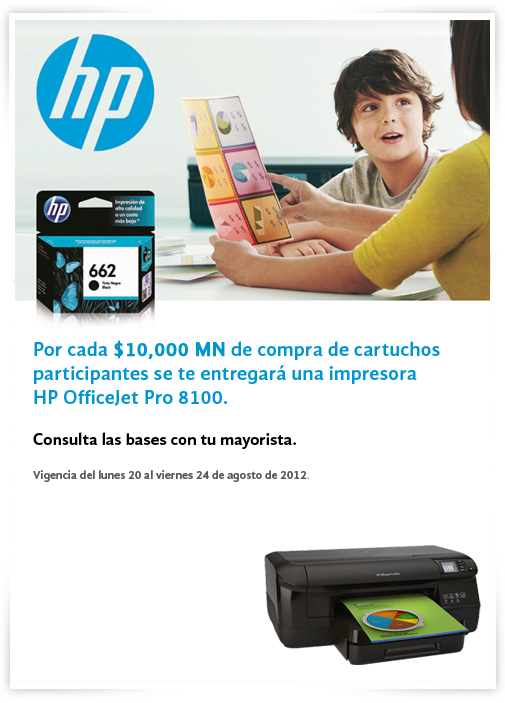 hp
hp
Impresión de
alta calidad
a un costo
más bajo
662
Tinta Negra
Black
Por cada $10,000 MN de compra de cartuchos
participantes se te entregará una impresora
HP OfficeJet Pro 8100.
Consulta las bases con tu mayorista.
Vigencia del lunes 20 al viernes 24 de agosto de 2012.